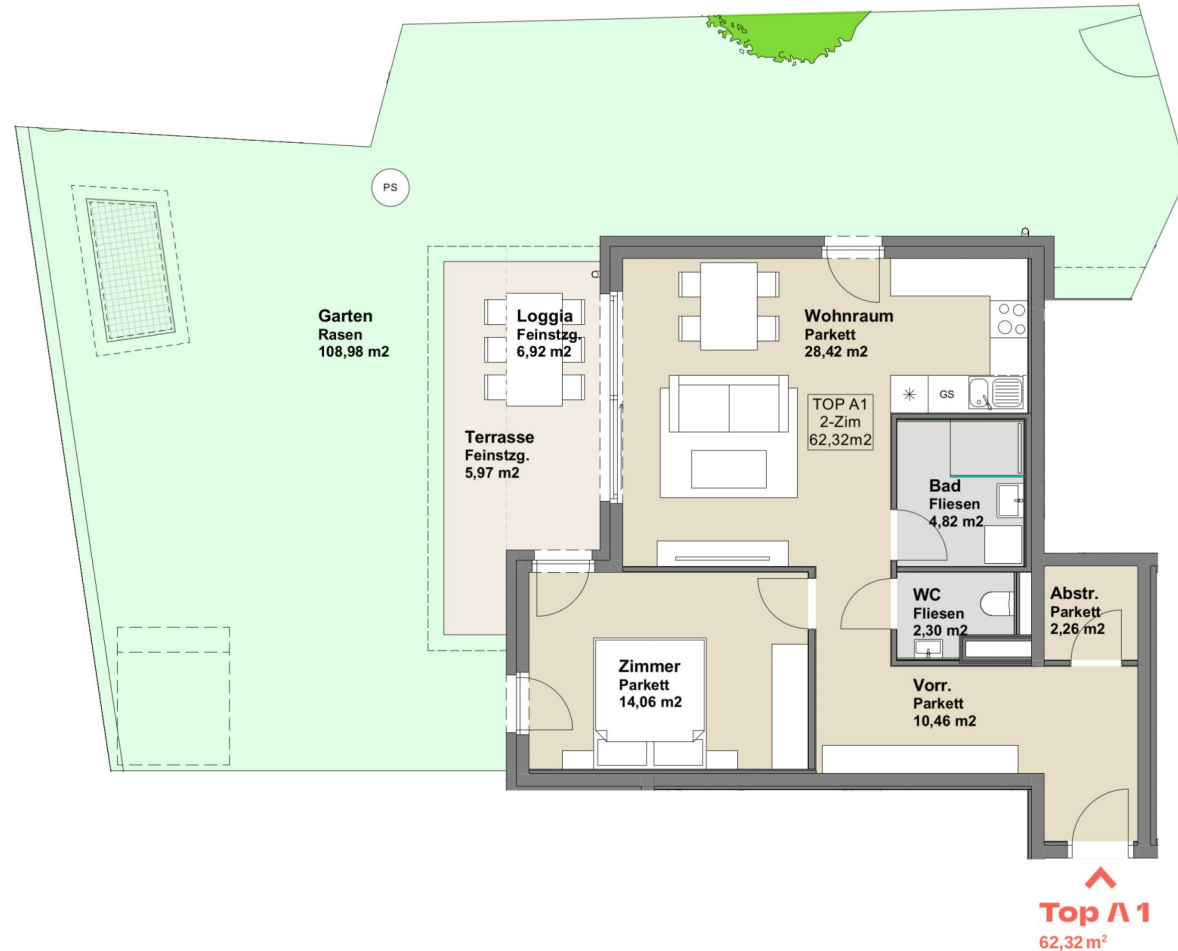 PS
Garten
Rasen
108,98 m2
Loggia
Feinstzg.
6,92 m2
Wohnraum
Parkett
28,42 m2
GS
TOP A1
2-Zim
62,32m2
Terrasse
Feinstzg.
5,97 m2
Bad
Fliesen
4,82 m2
WC
Fliesen
2,30 m2
Abstr.
Parkett
2,26 m2
Zimmer
Parkett
14,06 m2
Vorr.
Parkett
10,46 m2
Top A1
62,32 m²